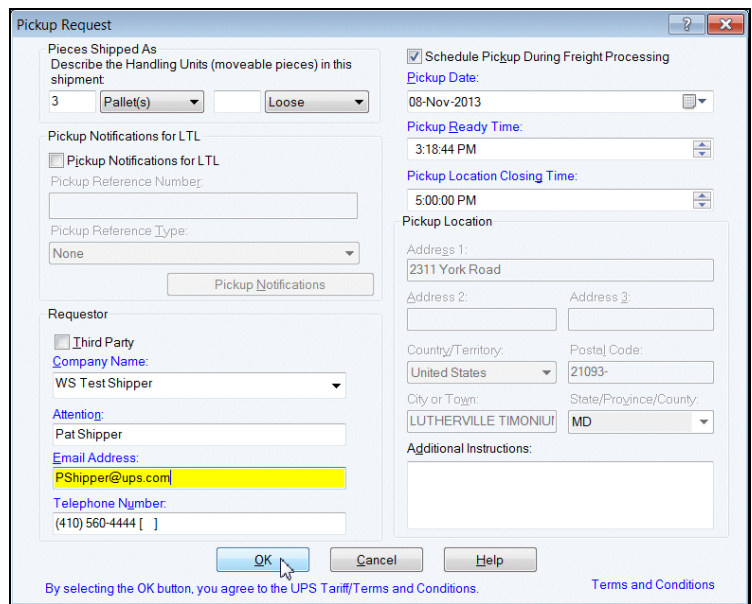 Pickup Request
Pieces Shipped As
Describe the Handling Units (moveable pieces) in this
shipment:
3 Pallet(s) Loose
Pickup Notifications for LTL
Pickup Notifications for LTL
Pickup Reference Number:
Pickup Reference Type:
None
Pickup Notifications
Requestor
Third Party
Company Name:
WS Test Shipper
Attention:
Pat Shipper
Email Address:
PShipper@ups.com
Telephone Number:
(410) 560-4444 [ ]
Schedule Pickup During Freight Processing
Pickup Date:
08-Nov-2013
Pickup Ready Time:
3:18:44 PM
Pickup Location Closing Time:
5:00:00 PM
Pickup Location
Address 1:
2311 York Road
Address 2: Address 3:
Country/Territory: Postal Code:
United States 21093-
City or Town: State/Province/County:
LUTHERVILLE TIMONIUM MD
Additional Instructions:
OK Cancel Help
By selecting the OK button, you agree to the UPS Tariff/Terms and Conditions. Terms and Conditions